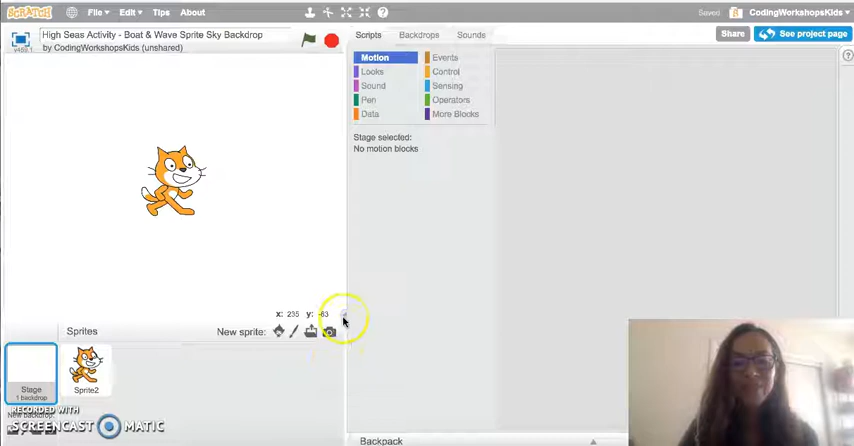 SCRATCH File Edit Tips About Saved CodingWorkshopsKids
High Seas Activity - Boat & Wave Sprite Sky Backdrop
by CodingWorkshopsKids (unshared)
Scripts Backdrops Sounds Share See project page
?
Motion Events
Looks Control
Sound Sensing
Pen Operators
Data More Blocks
Stage selected:
No motion blocks
x: 235 y: -63
Sprites New sprite:
Stage
1 backdrop
Sprite2
New backdrop:
RECORDED WITH
SCREENCAST MATIC
Backpack